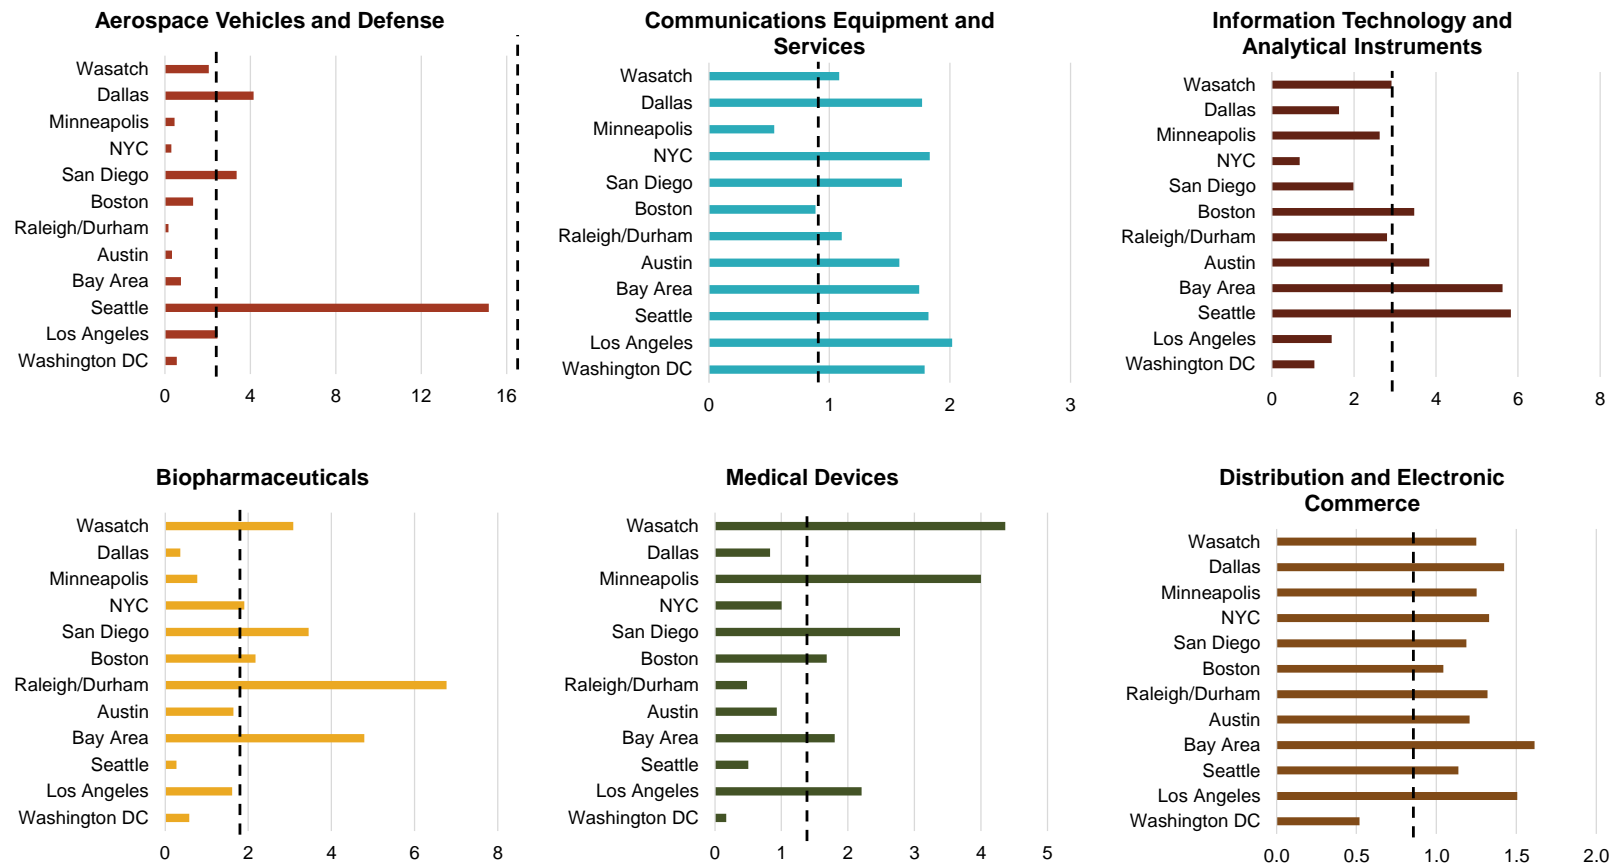 Aerospace Vehicles and Defense
Wasatch
Dallas
Minneapolis
NYC
San Diego
Boston
Raleigh/Durham
Austin
Bay Area
Seattle
Los Angeles
Washington DC
0 4 8 12 16
Communications Equipment and
Services
Wasatch
Dallas
Minneapolis
NYC
San Diego
Boston
Raleigh/Durham
Austin
Bay Area
Seattle
Los Angeles
Washington DC
0 1 2 3
Information Technology and
Analytical Instruments
Wasatch
Dallas
Minneapolis
NYC
San Diego
Boston
Raleigh/Durham
Austin
Bay Area
Seattle
Los Angeles
Washington DC
0 2 4 6 8
Biopharmaceuticals
Wasatch
Dallas
Minneapolis
NYC
San Diego
Boston
Raleigh/Durham
Austin
Bay Area
Seattle
Los Angeles
Washington DC
0 2 4 6 8
Medical Devices
Wasatch
Dallas
Minneapolis
NYC
San Diego
Boston
Raleigh/Durham
Austin
Bay Area
Seattle
Los Angeles
Washington DC
0 1 2 3 4 5
Distribution and Electronic
Commerce
Wasatch
Dallas
Minneapolis
NYC
San Diego
Boston
Raleigh/Durham
Austin
Bay Area
Seattle
Los Angeles
Washington DC
0.0 0.5 1.0 1.5 2.0